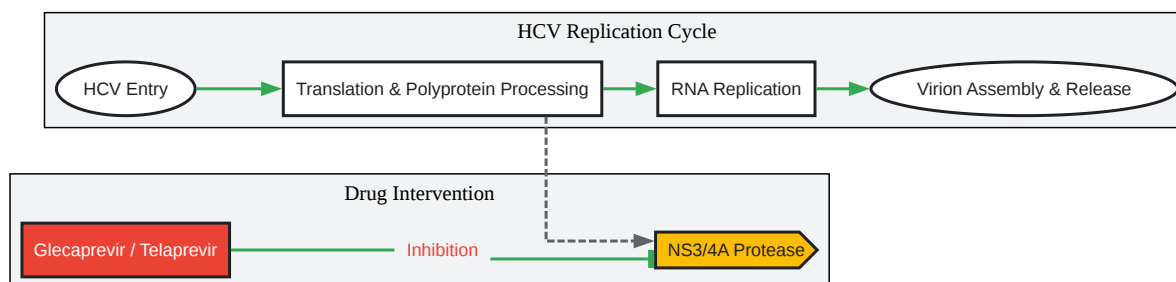 HCV Replication Cycle
HCV Entry
Translation & Polyprotein Processing
RNA Replication
Virion Assembly & Release
Drug Intervention
Glecaprevir / Telaprevir
Inhibition
NS3/4A Protease